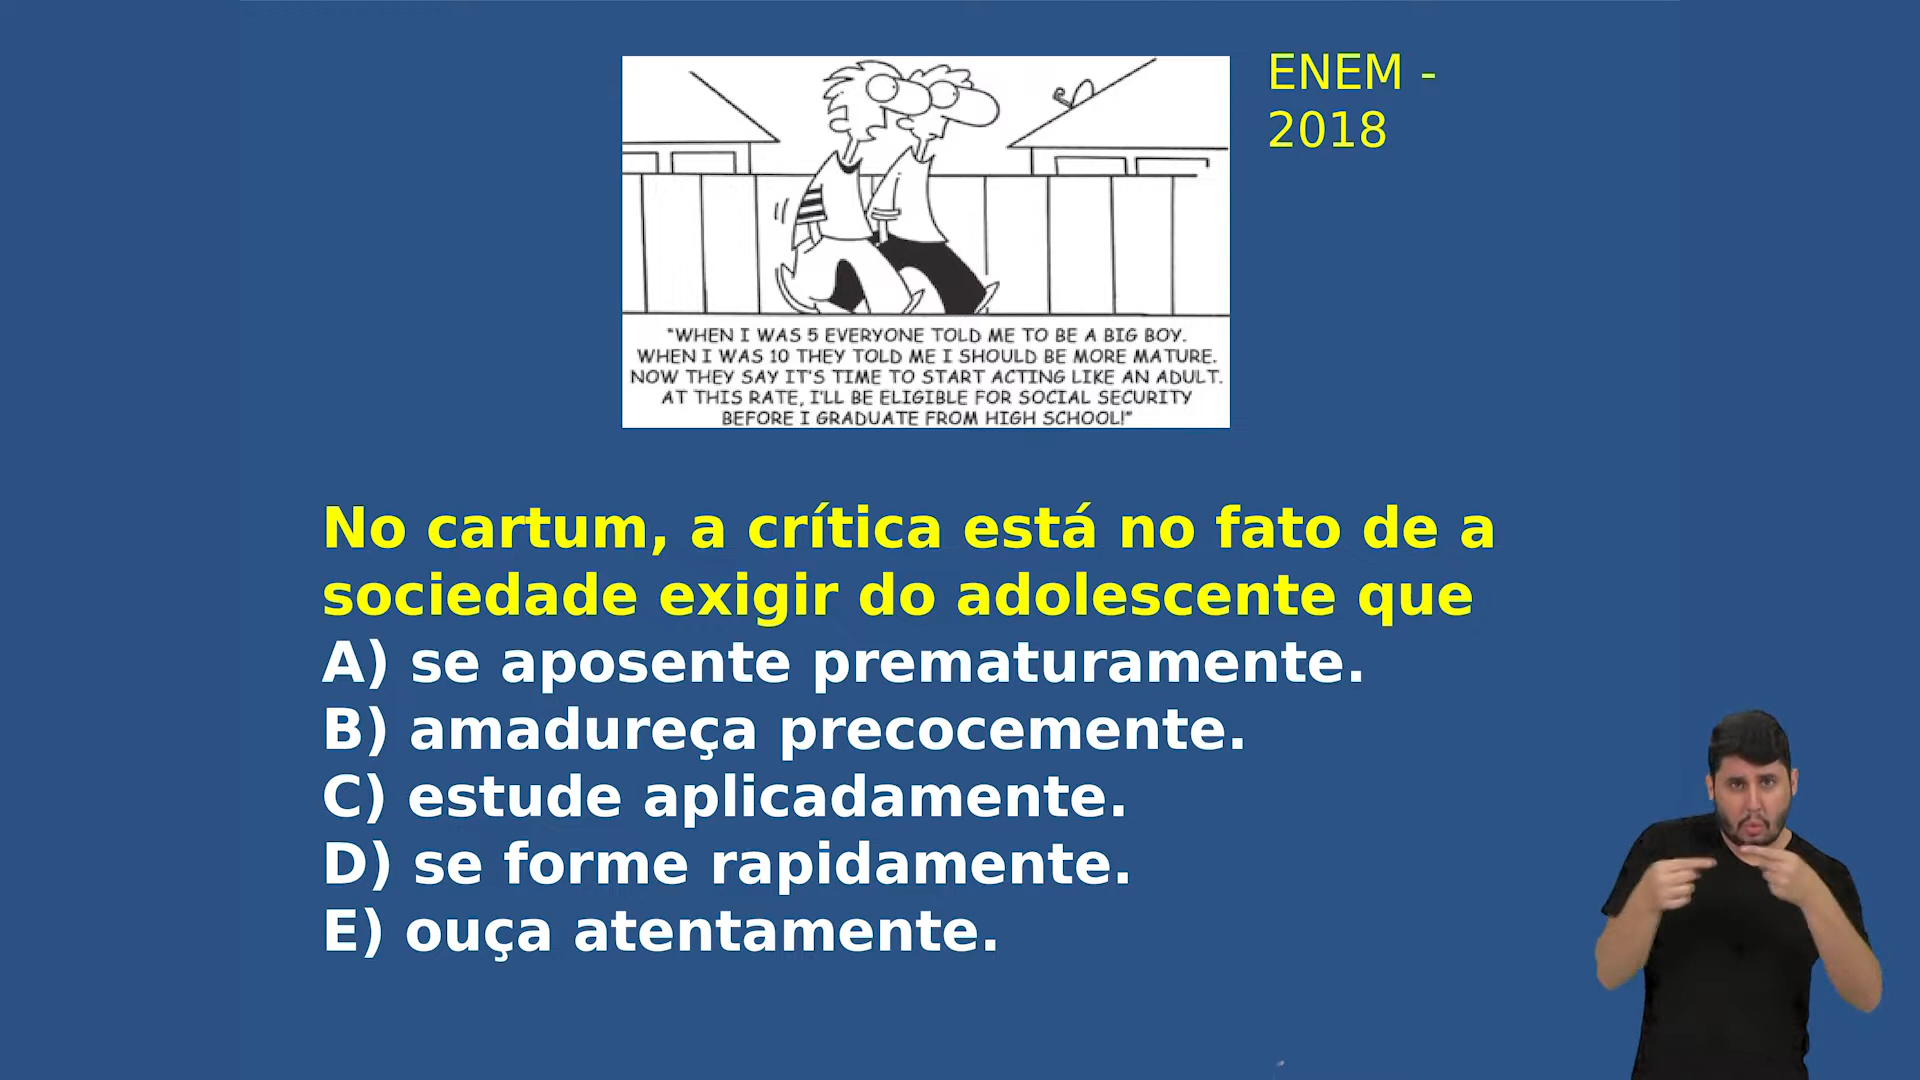 ENEM -
2018
"WHEN I WAS 5 EVERYONE TOLD ME TO BE A BIG BOY.
WHEN I WAS 10 THEY TOLD ME I SHOULD BE MORE MATURE.
NOW THEY SAY IT'S TIME TO START ACTING LIKE AN ADULT.
AT THIS RATE, I'LL BE ELIGIBLE FOR SOCIAL SECURITY
BEFORE I GRADUATE FROM HIGH SCHOOL!"
No cartum, a crítica está no fato de a
sociedade exigir do adolescente que
A) se aposente prematuramente.
B) amadureça precocemente.
C) estude aplicadamente.
D) se forme rapidamente.
E) ouça atentamente.